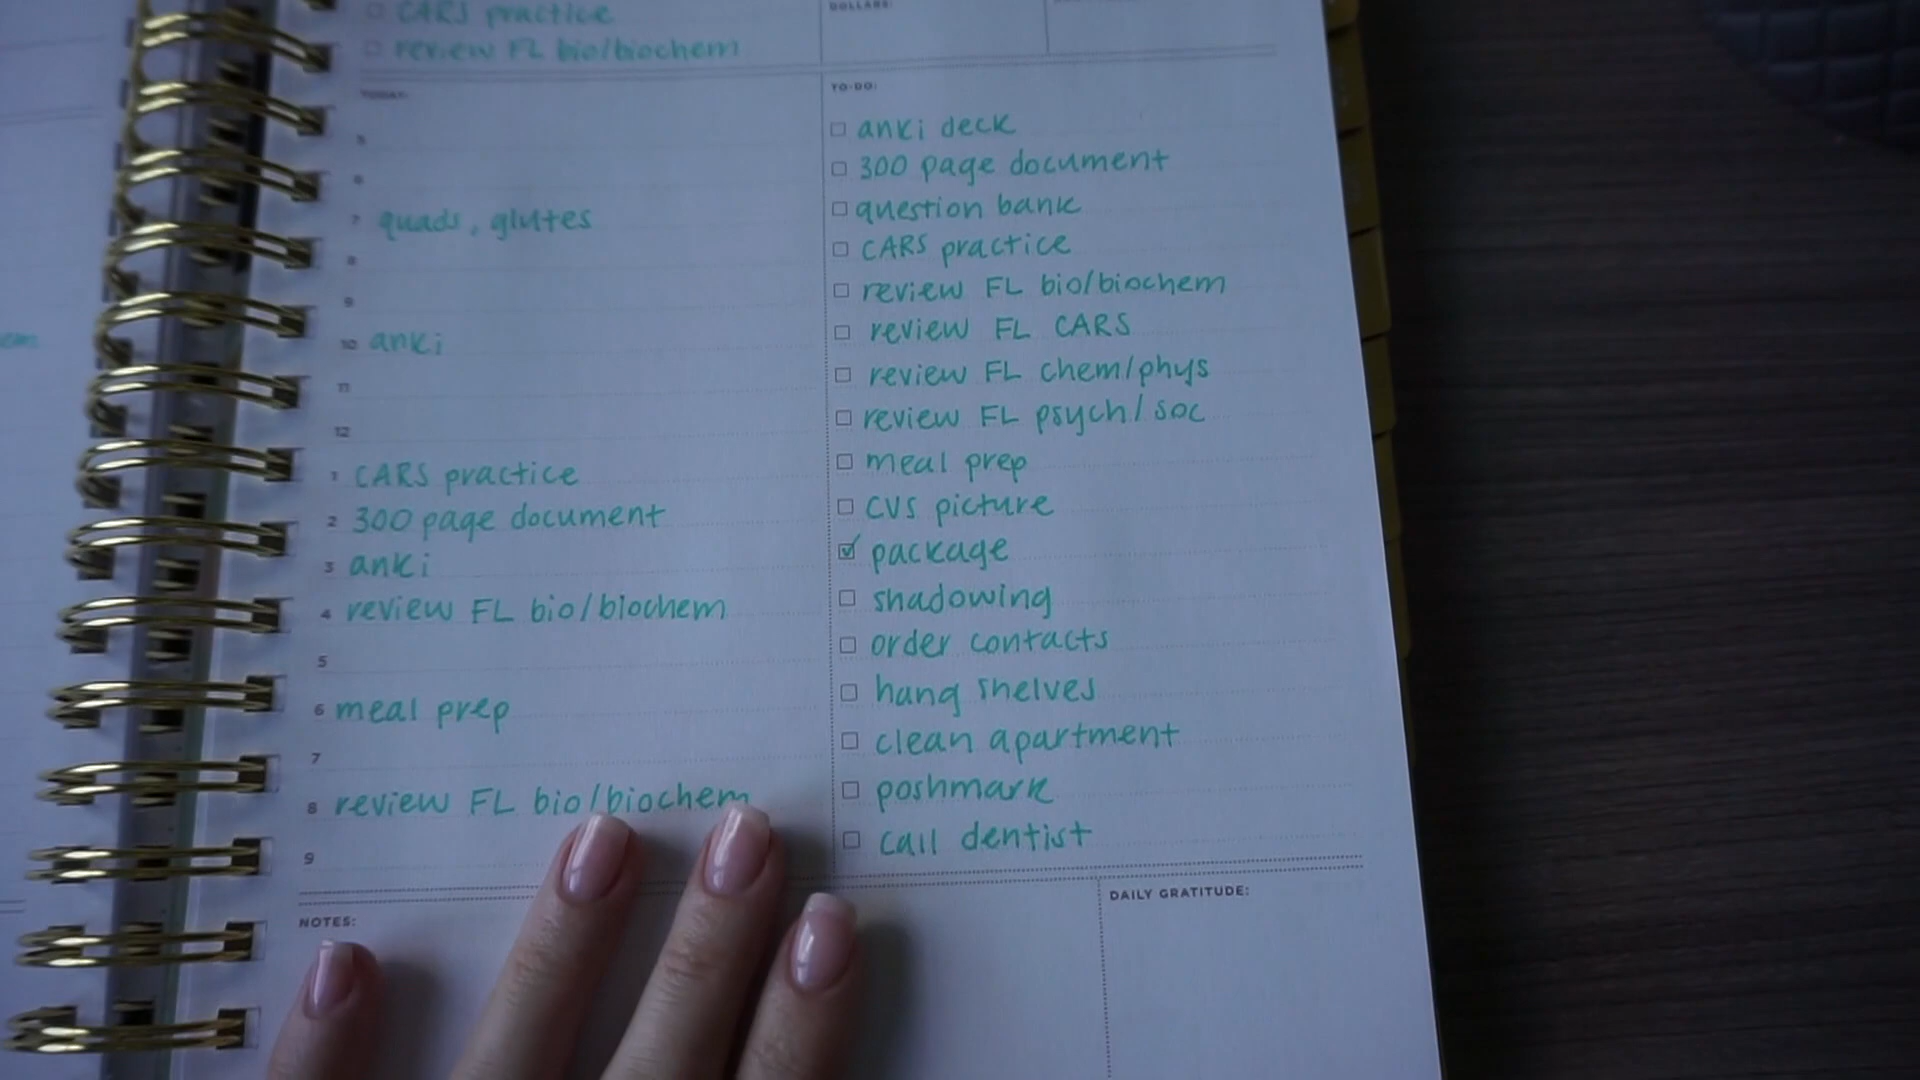 CARS practice
review FL bio/biochem
DOLLARS:
TODAY:
5
6
7 quads, glutes
8
9
10 anki
11
12
1 CARS practice
2 300 page document
3 anki
4 review FL bio/biochem
5
6 meal prep
7
8 review FL bio/biochem
9
TO-DO:
anki deck
300 page document
question bank
CARS practice
review FL bio/biochem
review FL CARS
review FL chem/phys
review FL psych/soc
meal prep
CVS picture
package
shadowing
order contacts
hang shelves
clean apartment
poshmark
call dentist
NOTES:
DAILY GRATITUDE: